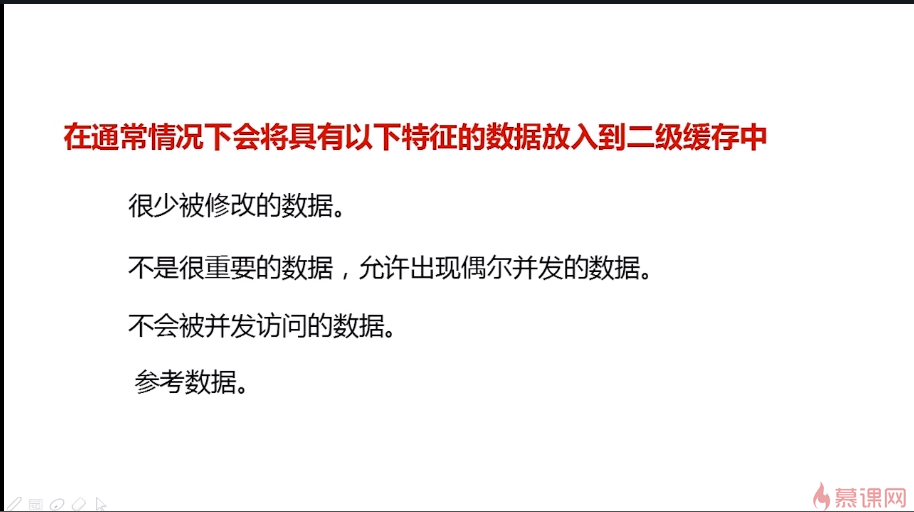 在通常情况下会将具有以下特征的数据放入到二级缓存中
很少被修改的数据。
不是很重要的数据，允许出现偶尔并发的数据。
不会被并发访问的数据。
参考数据。
慕课网